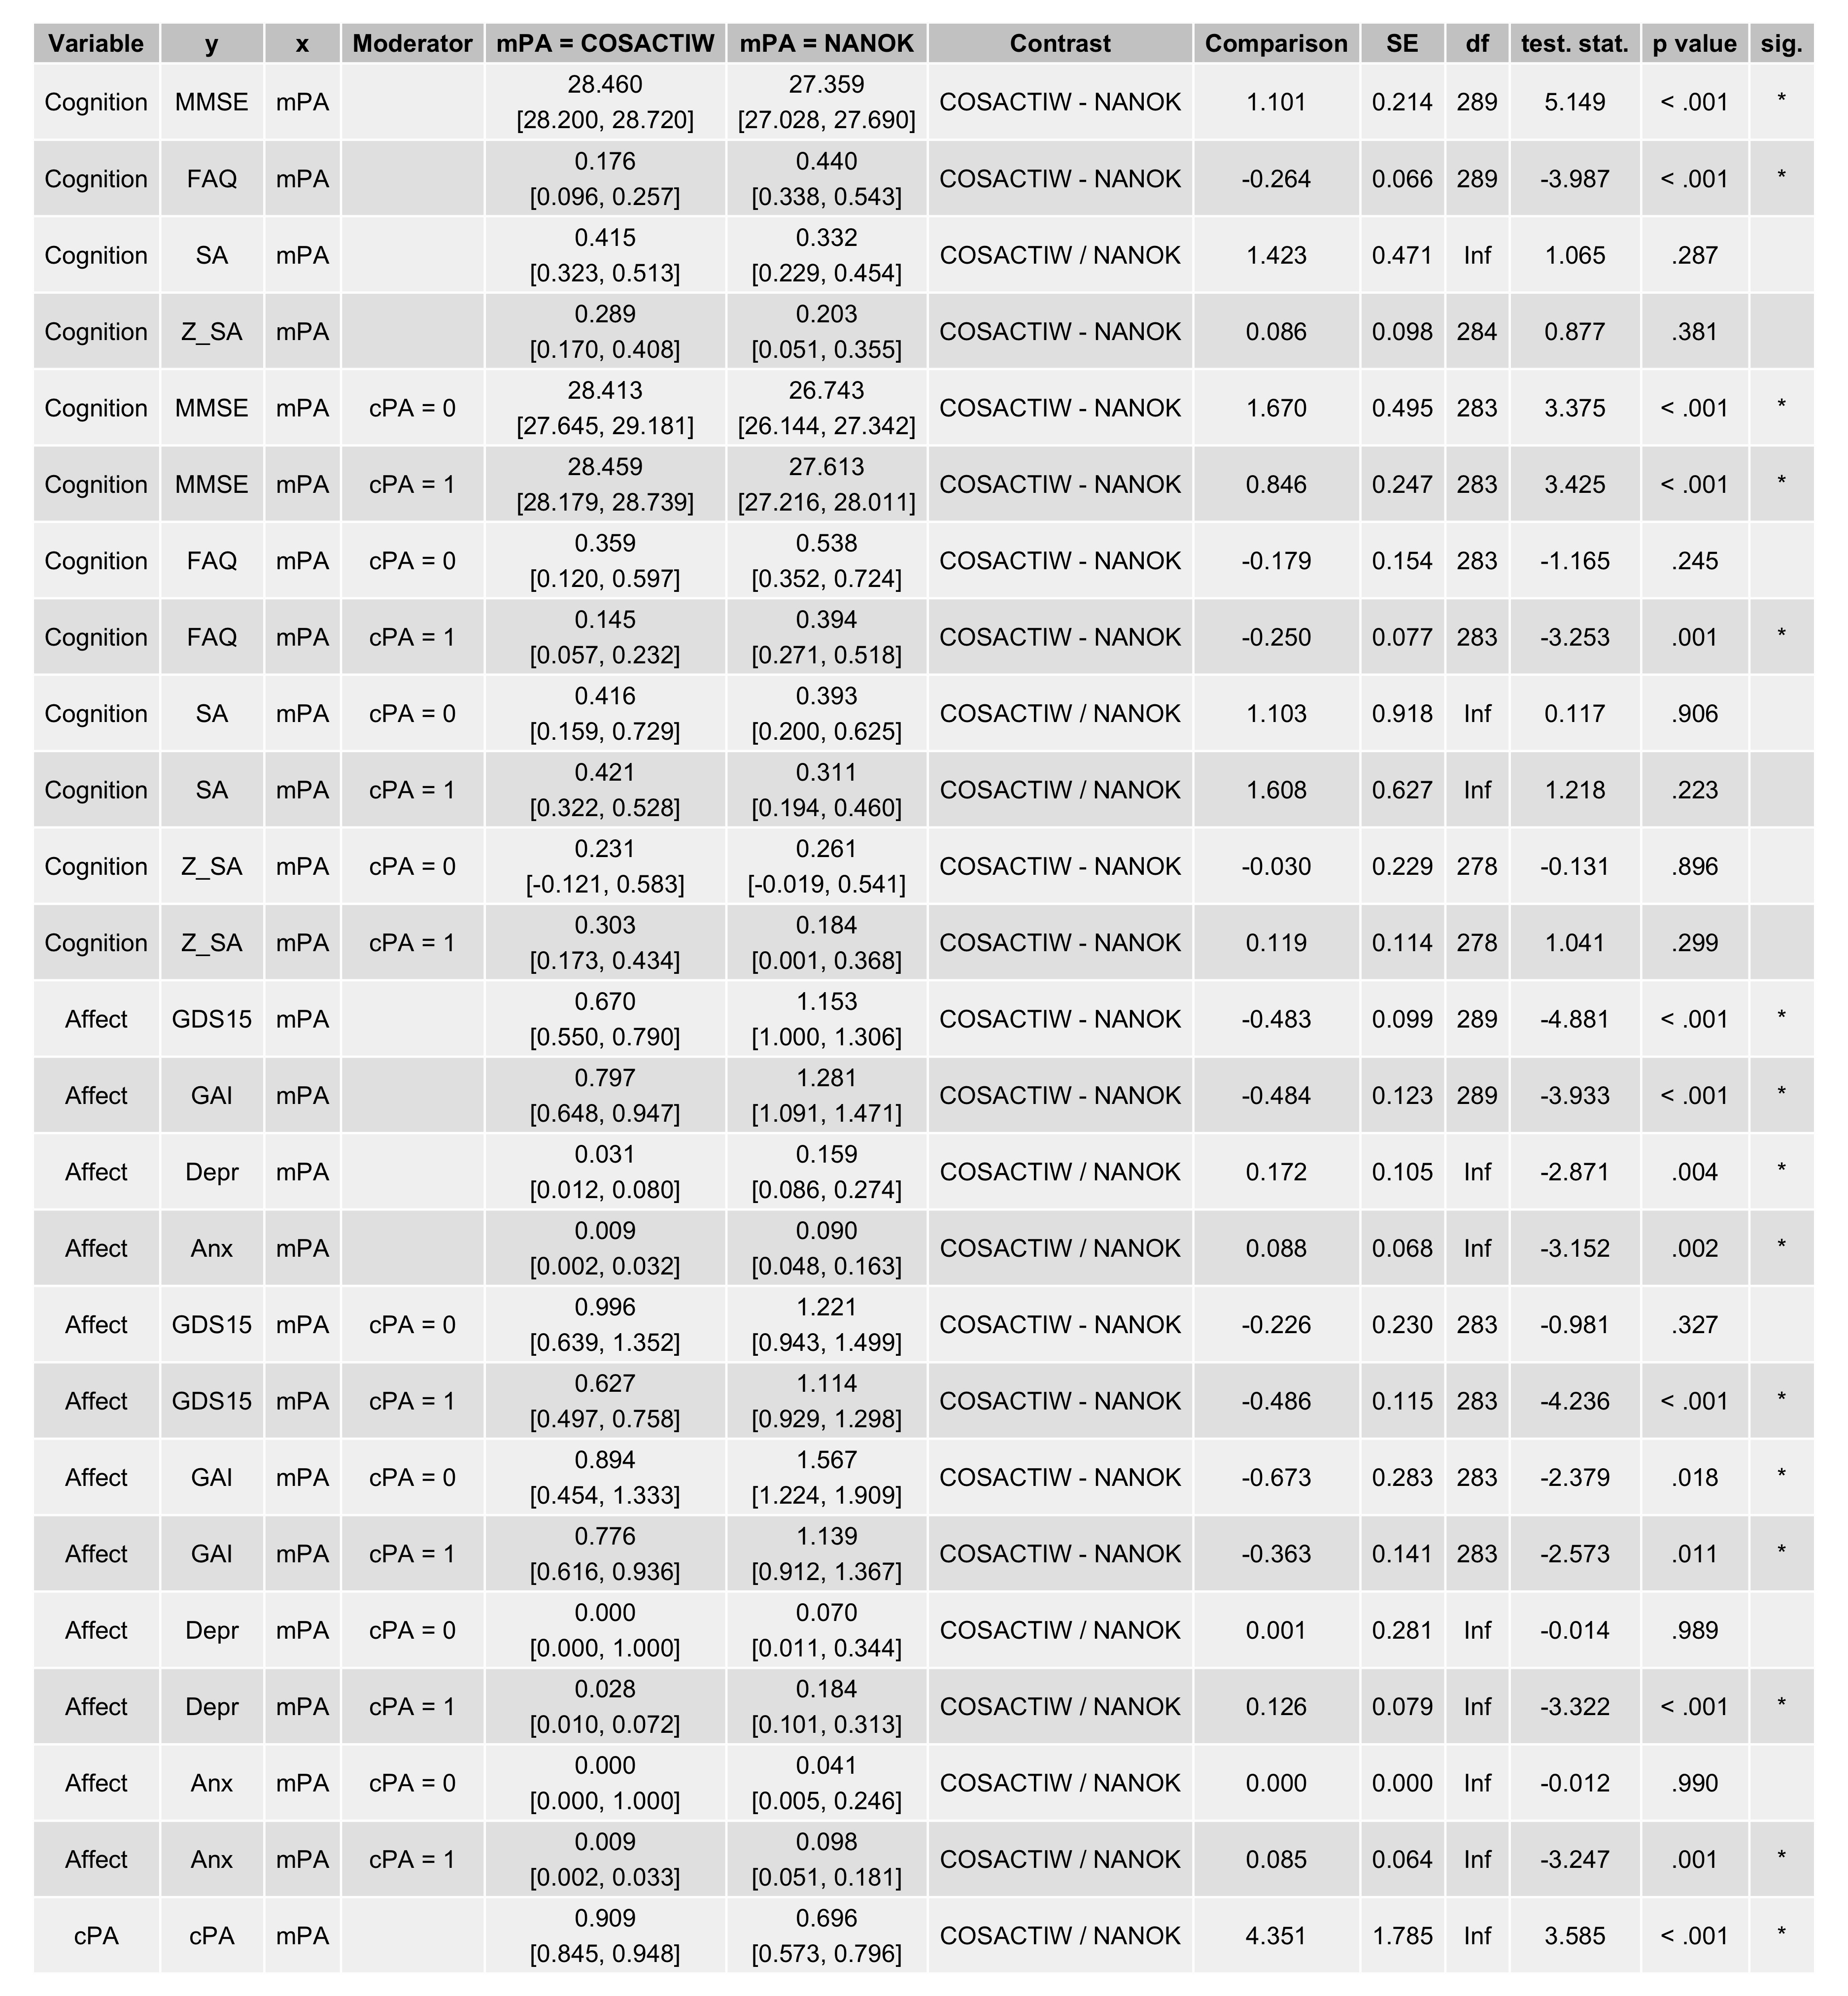 Variable y x Moderator mPA = COSACTIW mPA = NANOK Contrast Comparison SE df test. stat. p value sig.
Cognition MMSE mPA 28.460 27.359 COSACTIW - NANOK 1.101 0.214 289 5.149 < .001 *
[28.200, 28.720] [27.028, 27.690]
Cognition FAQ mPA 0.176 0.440 COSACTIW - NANOK -0.264 0.066 289 -3.987 < .001 *
[0.096, 0.257] [0.338, 0.543]
Cognition SA mPA 0.415 0.332 COSACTIW / NANOK 1.423 0.471 Inf 1.065 .287
[0.323, 0.513] [0.229, 0.454]
Cognition Z_SA mPA 0.289 0.203 COSACTIW - NANOK 0.086 0.098 284 0.877 .381
[0.170, 0.408] [0.051, 0.355]
Cognition MMSE mPA cPA = 0 28.413 26.743 COSACTIW - NANOK 1.670 0.495 283 3.375 < .001 *
[27.645, 29.181] [26.144, 27.342]
Cognition MMSE mPA cPA = 1 28.459 27.613 COSACTIW - NANOK 0.846 0.247 283 3.425 < .001 *
[28.179, 28.739] [27.216, 28.011]
Cognition FAQ mPA cPA = 0 0.359 0.538 COSACTIW - NANOK -0.179 0.154 283 -1.165 .245
[0.120, 0.597] [0.352, 0.724]
Cognition FAQ mPA cPA = 1 0.145 0.394 COSACTIW - NANOK -0.250 0.077 283 -3.253 .001 *
[0.057, 0.232] [0.271, 0.518]
Cognition SA mPA cPA = 0 0.416 0.393 COSACTIW / NANOK 1.103 0.918 Inf 0.117 .906
[0.159, 0.729] [0.200, 0.625]
Cognition SA mPA cPA = 1 0.421 0.311 COSACTIW / NANOK 1.608 0.627 Inf 1.218 .223
[0.322, 0.528] [0.194, 0.460]
Cognition Z_SA mPA cPA = 0 0.231 0.261 COSACTIW - NANOK -0.030 0.229 278 -0.131 .896
[-0.121, 0.583] [-0.019, 0.541]
Cognition Z_SA mPA cPA = 1 0.303 0.184 COSACTIW - NANOK 0.119 0.114 278 1.041 .299
[0.173, 0.434] [0.001, 0.368]
Affect GDS15 mPA 0.670 1.153 COSACTIW - NANOK -0.483 0.099 289 -4.881 < .001 *
[0.550, 0.790] [1.000, 1.306]
Affect GAI mPA 0.797 1.281 COSACTIW - NANOK -0.484 0.123 289 -3.933 < .001 *
[0.648, 0.947] [1.091, 1.471]
Affect Depr mPA 0.031 0.159 COSACTIW / NANOK 0.172 0.105 Inf -2.871 .004 *
[0.012, 0.080] [0.086, 0.274]
Affect Anx mPA 0.009 0.090 COSACTIW / NANOK 0.088 0.068 Inf -3.152 .002 *
[0.002, 0.032] [0.048, 0.163]
Affect GDS15 mPA cPA = 0 0.996 1.221 COSACTIW - NANOK -0.226 0.230 283 -0.981 .327
[0.639, 1.352] [0.943, 1.499]
Affect GDS15 mPA cPA = 1 0.627 1.114 COSACTIW - NANOK -0.486 0.115 283 -4.236 < .001 *
[0.497, 0.758] [0.929, 1.298]
Affect GAI mPA cPA = 0 0.894 1.567 COSACTIW - NANOK -0.673 0.283 283 -2.379 .018 *
[0.454, 1.333] [1.224, 1.909]
Affect GAI mPA cPA = 1 0.776 1.139 COSACTIW - NANOK -0.363 0.141 283 -2.573 .011 *
[0.616, 0.936] [0.912, 1.367]
Affect Depr mPA cPA = 0 0.000 0.070 COSACTIW / NANOK 0.001 0.281 Inf -0.014 .989
[0.000, 1.000] [0.011, 0.344]
Affect Depr mPA cPA = 1 0.028 0.184 COSACTIW / NANOK 0.126 0.079 Inf -3.322 < .001 *
[0.010, 0.072] [0.101, 0.313]
Affect Anx mPA cPA = 0 0.000 0.041 COSACTIW / NANOK 0.000 0.000 Inf -0.012 .990
[0.000, 1.000] [0.005, 0.246]
Affect Anx mPA cPA = 1 0.009 0.098 COSACTIW / NANOK 0.085 0.064 Inf -3.247 .001 *
[0.002, 0.033] [0.051, 0.181]
cPA cPA mPA 0.909 0.696 COSACTIW / NANOK 4.351 1.785 Inf 3.585 < .001 *
[0.845, 0.948] [0.573, 0.796]